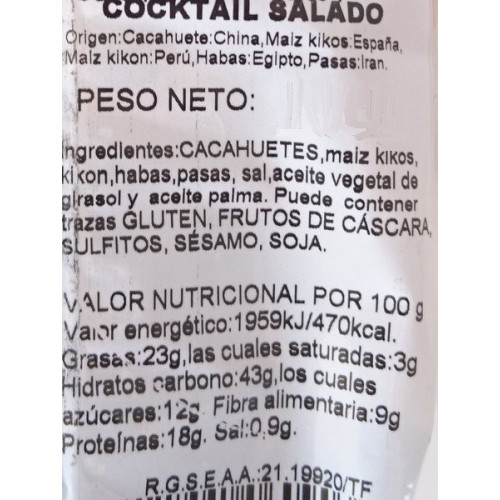 COCKTAIL SALADO
Origen:Cacahuete:China,Maiz kikos:España,
Maiz kikon:Perú,Habas:Egipto,Pasas:Iran.
PESO NETO:
Ingredientes:CACAHUETES,maiz kikos,
kikon,habas,pasas, sal,aceite vegetal de
girasol y aceite palma. Puede contener
trazas GLUTEN, FRUTOS DE CÁSCARA,
SULFITOS, SÉSAMO, SOJA.
VALOR NUTRICIONAL POR 100 g
Valor energético:1959kJ/470kcal.
Grasas:23g,las cuales saturadas:3g
Hidratos carbono:43g,los cuales
azúcares:12g. Fibra alimentaria:9g
Proteínas:18g. Sal:0,9g.
R.G.S.E.A.A.:21.19920/TF